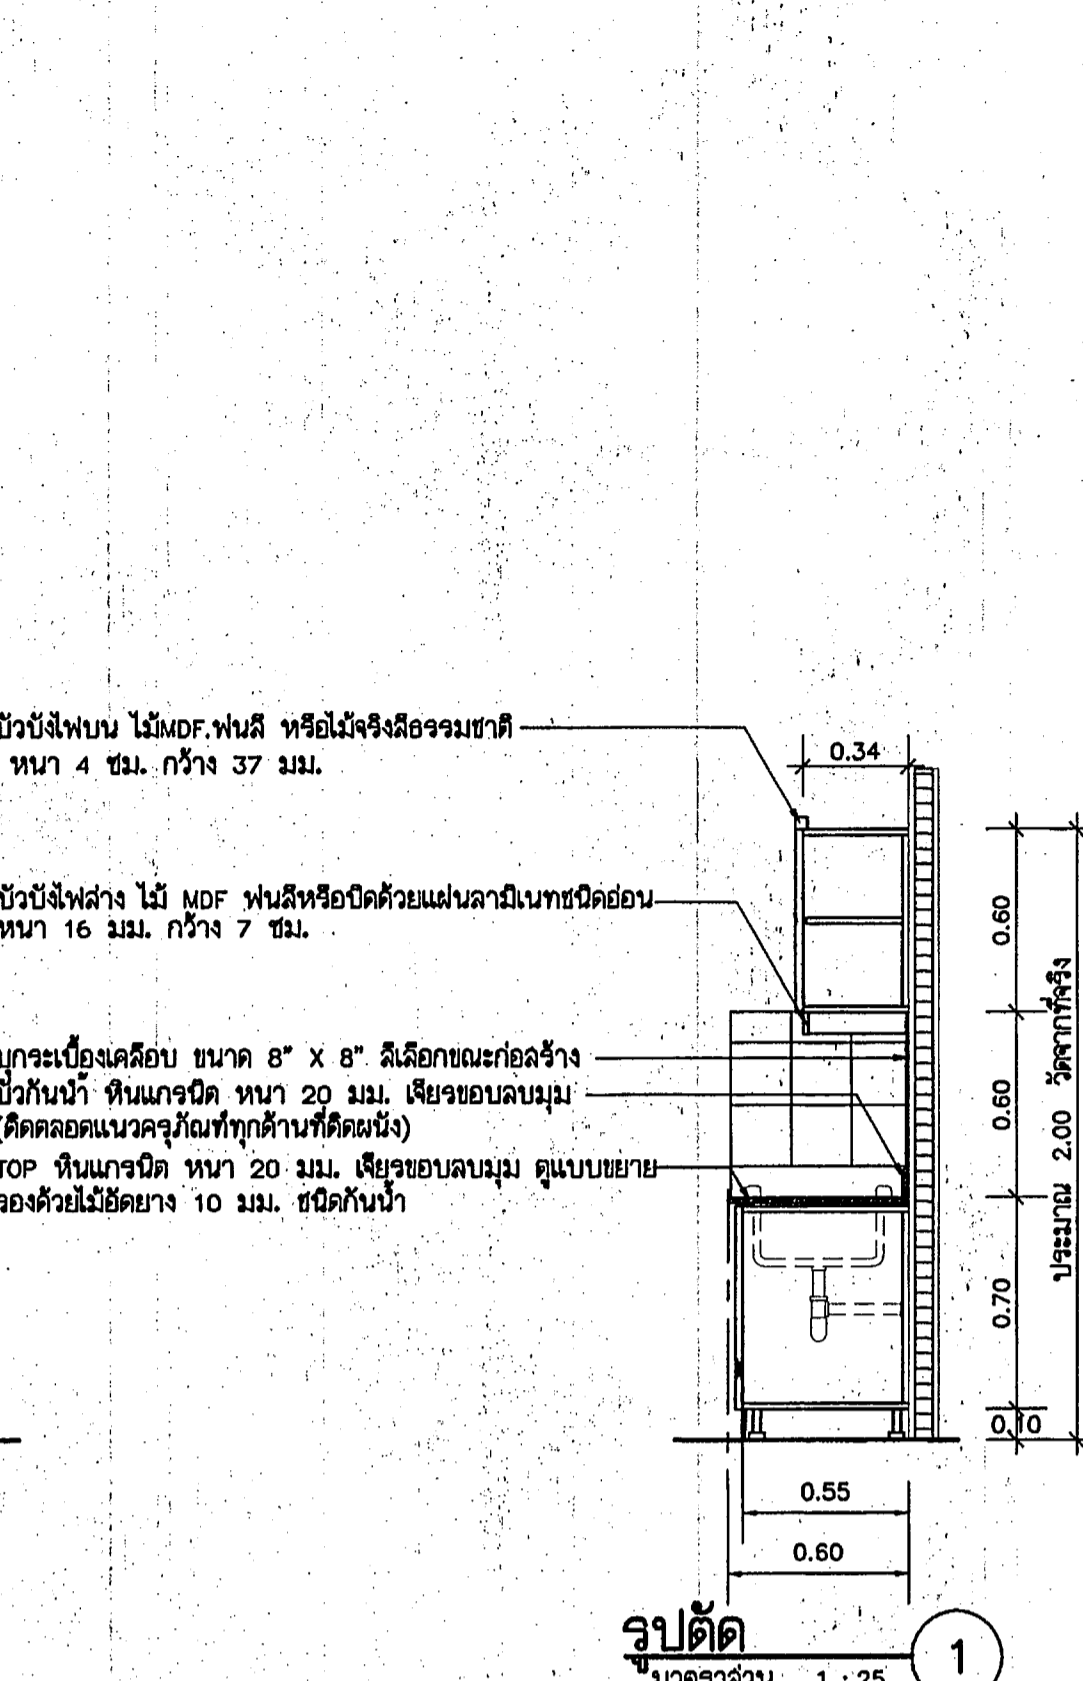 บัวบังไฟบน ไม้MDF.พ่นสี หรือไม้จริงสีธรรมชาติ
หนา 4 ซม. กว้าง 37 มม.
0.34
บัวบังไฟล่าง ไม้ MDF พ่นสีหรือปิดด้วยแผ่นลามิเนทชนิดอ่อน
หนา 16 มม. กว้าง 7 ซม.
0.60
บุกระเบื้องเคลือบ ขนาด 8" X 8" สีเลือกขณะก่อสร้าง
บัวกันน้ำ หินแกรนิต หนา 20 มม. เจียรขอบลบมุม
(ติดตลอดแนวครุภัณฑ์ทุกด้านที่ติดผนัง)
TOP หินแกรนิต หนา 20 มม. เจียรขอบลบมุม ดูแบบขยาย
รองด้วยไม้อัดยาง 10 มม. ชนิดกันน้ำ
0.60
ประมาณ 2.00 วัดจากที่จริง
0.70
0.10
0.55
0.60
รูปตัด
มาตราส่วน 1 : 25
1